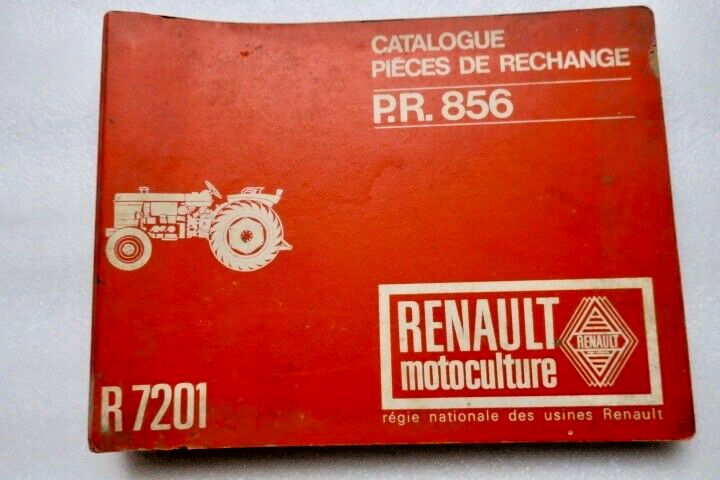 CATALOGUE
PIÈCES DE RECHANGE
P.R. 856
RENAULT
motoculture
RENAULT
régie nationale des usines Renault
R 7201